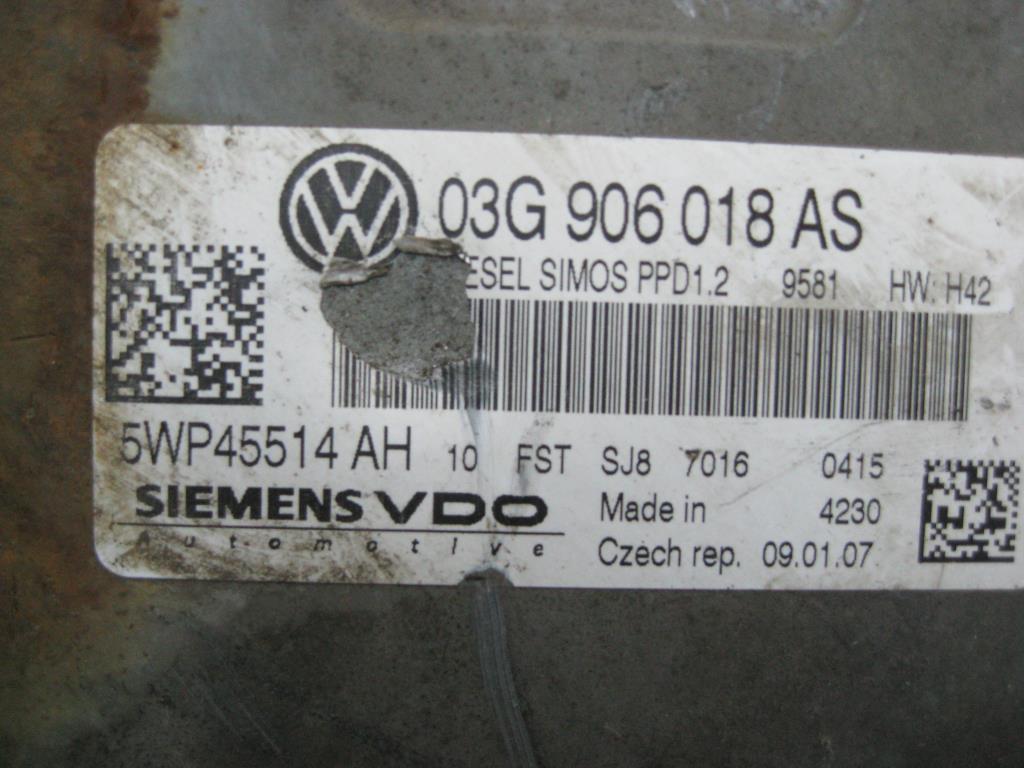 03G 906 018 AS
ESEL SIMOS PPD1.2 9581 HW: H42
5WP45514 AH 10 FST SJ8 7016 0415
SIEMENS VDO Made in 4230
Automotive Czech rep. 09.01.07